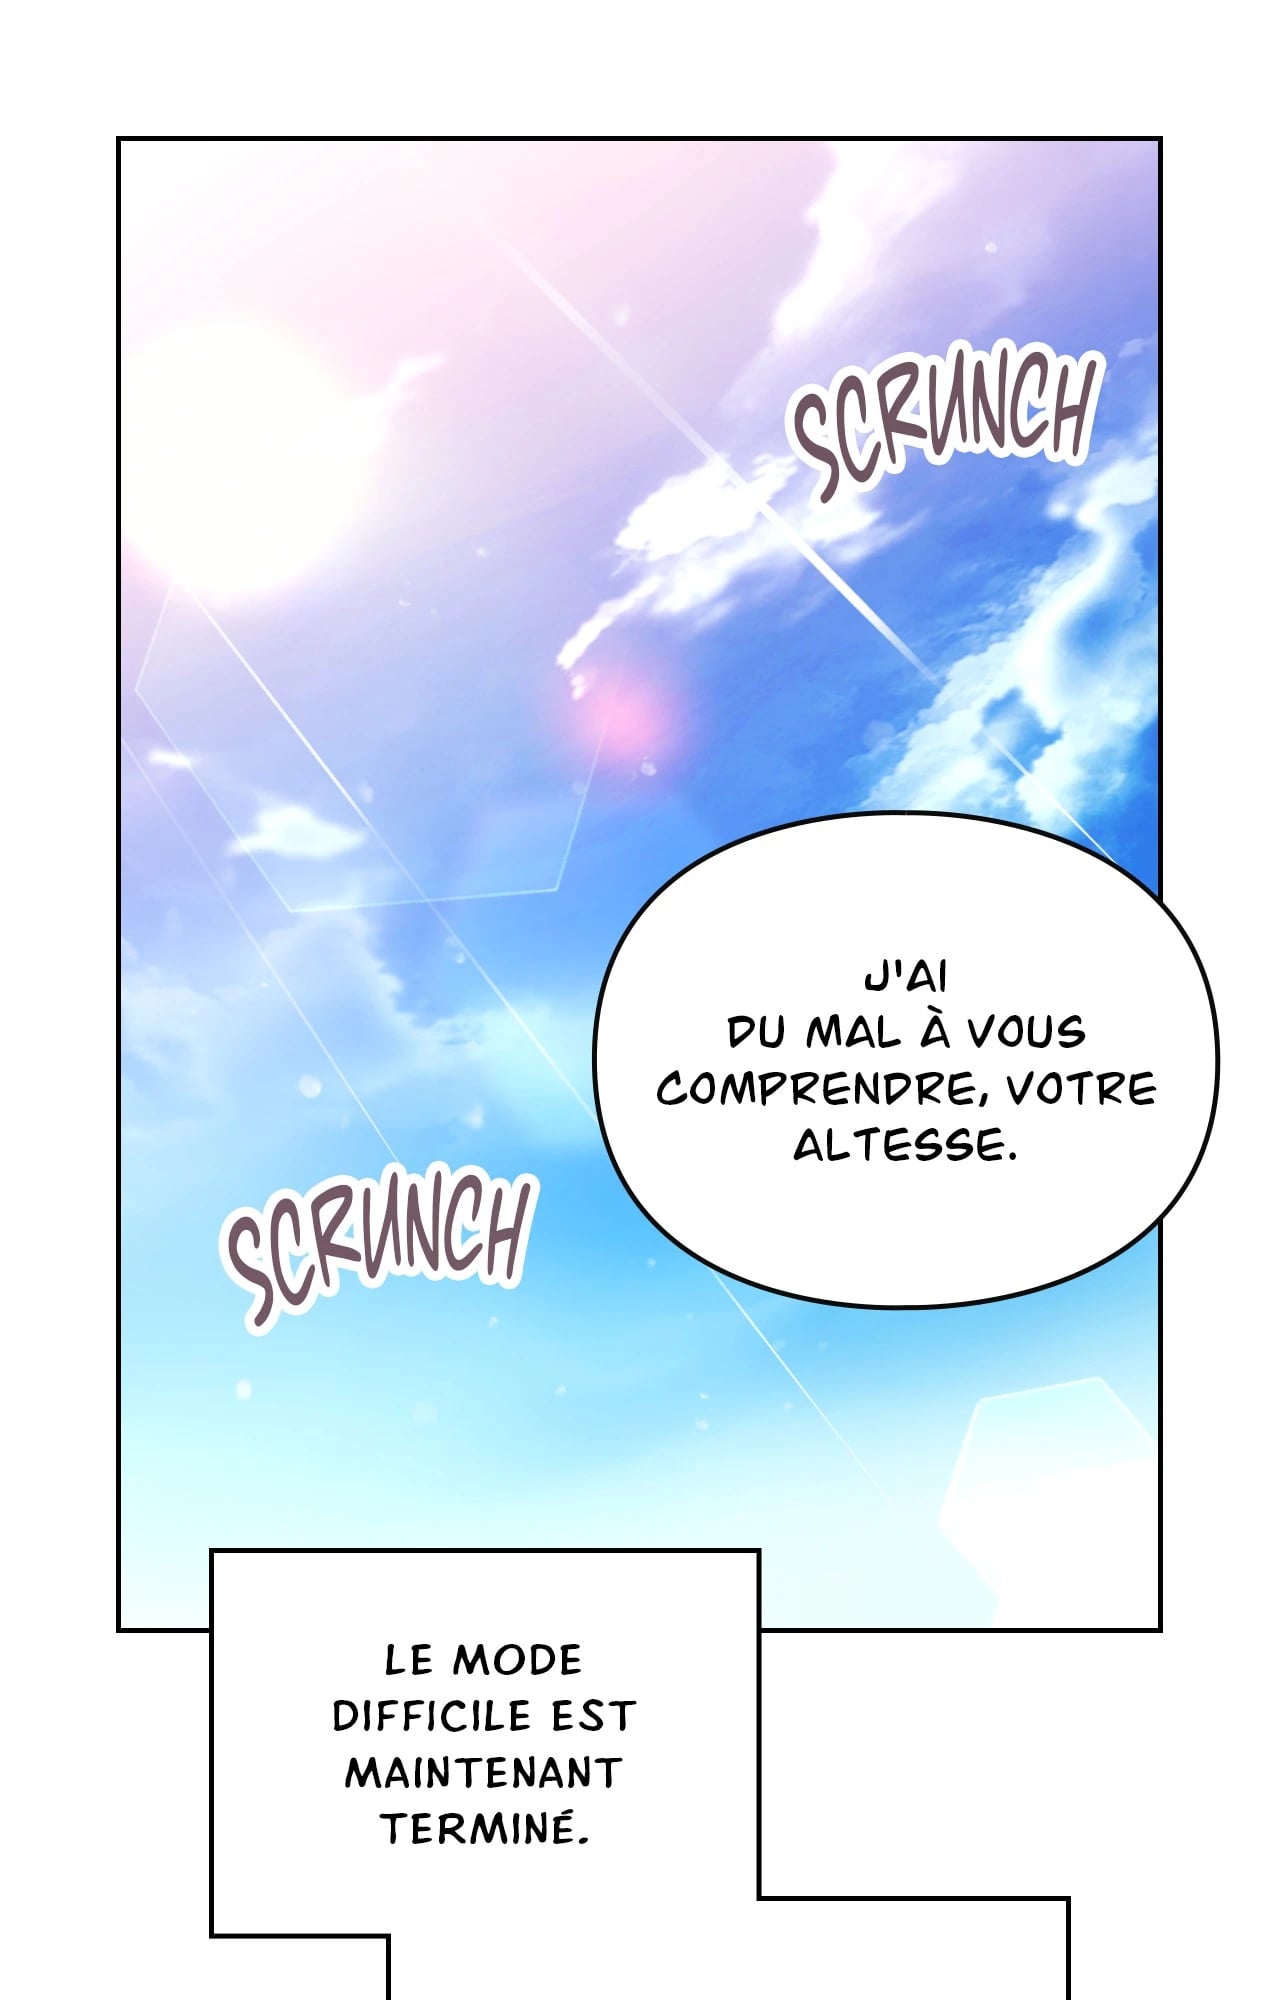 SCRUNCH
J'AI
DU MAL À VOUS
COMPRENDRE, VOTRE
ALTESSE.
SCRUNCH
LE MODE
DIFFICILE EST
MAINTENANT
TERMINÉ.